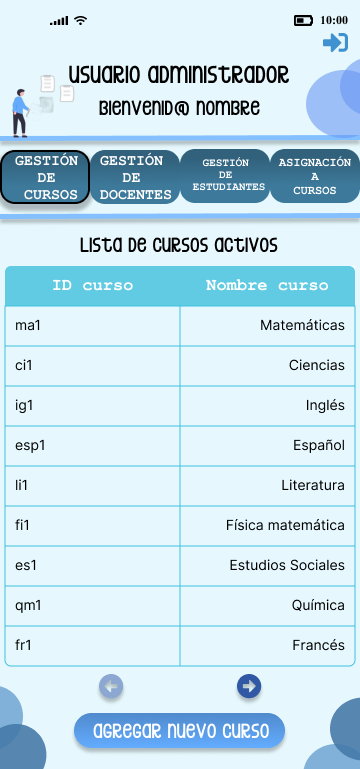 10:00
Usuario Administrador
Bienvenid@ Nombre
GESTIÓN
DE
CURSOS
GESTIÓN
DE
DOCENTES
GESTIÓN
DE
ESTUDIANTES
ASIGNACIÓN
A
CURSOS
Lista de cursos activos
ID curso Nombre curso
ma1 Matemáticas
ci1 Ciencias
ig1 Inglés
esp1 Español
li1 Literatura
fi1 Física matemática
es1 Estudios Sociales
qm1 Química
fr1 Francés
Agregar nuevo curso